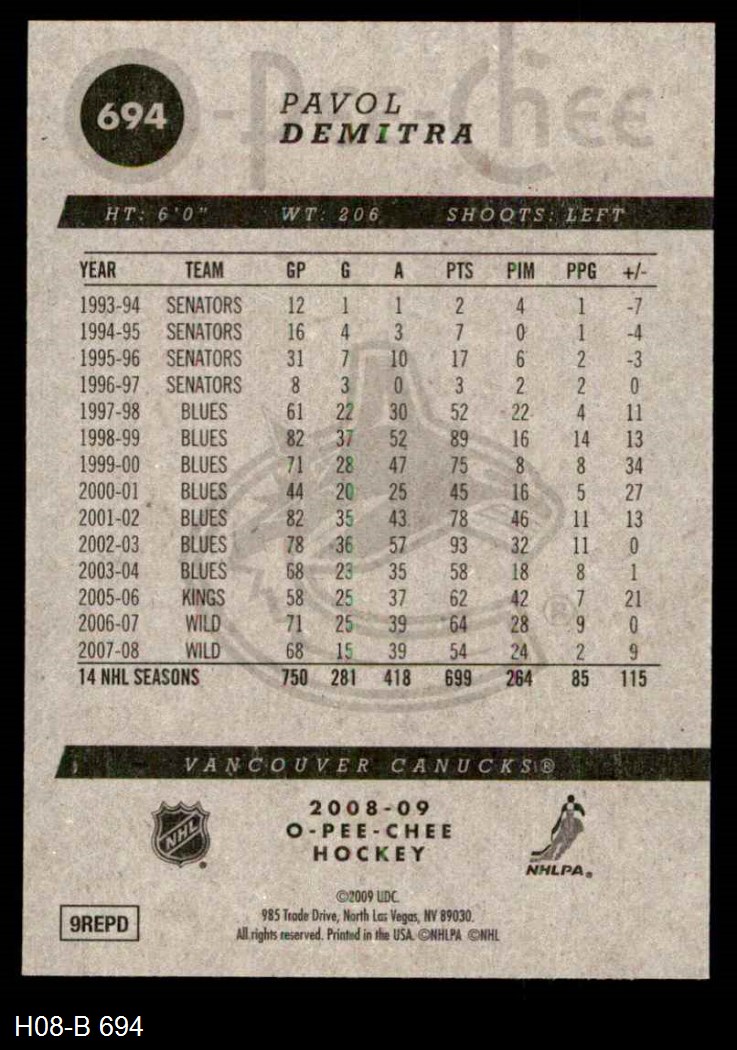 O-Pee-Chee
694
PAVOL
DEMITRA
HT: 6'0" WT: 206 SHOOTS: LEFT
YEAR TEAM GP G A PTS PIM PPG +/-
1993-94 SENATORS 12 1 1 2 4 1 -7
1994-95 SENATORS 16 4 3 7 0 1 -4
1995-96 SENATORS 31 7 10 17 6 2 -3
1996-97 SENATORS 8 3 0 3 2 2 0
1997-98 BLUES 61 22 30 52 22 4 11
1998-99 BLUES 82 37 52 89 16 14 13
1999-00 BLUES 71 28 47 75 8 8 34
2000-01 BLUES 44 20 25 45 16 5 27
2001-02 BLUES 82 35 43 78 46 11 13
2002-03 BLUES 78 36 57 93 32 11 0
2003-04 BLUES 68 23 35 58 18 8 1
2005-06 KINGS 58 25 37 62 42 7 21
2006-07 WILD 71 25 39 64 28 9 0
2007-08 WILD 68 15 39 54 24 2 9
14 NHL SEASONS 750 281 418 699 264 85 115
®
VANCOUVER CANUCKS®
NHL
2008-09
O-PEE-CHEE
HOCKEY
NHLPA®
9REPD
©2009 UDC.
985 Trade Drive, North Las Vegas, NV 89030.
All rights reserved. Printed in the USA. ©NHLPA ©NHL
H08-B 694